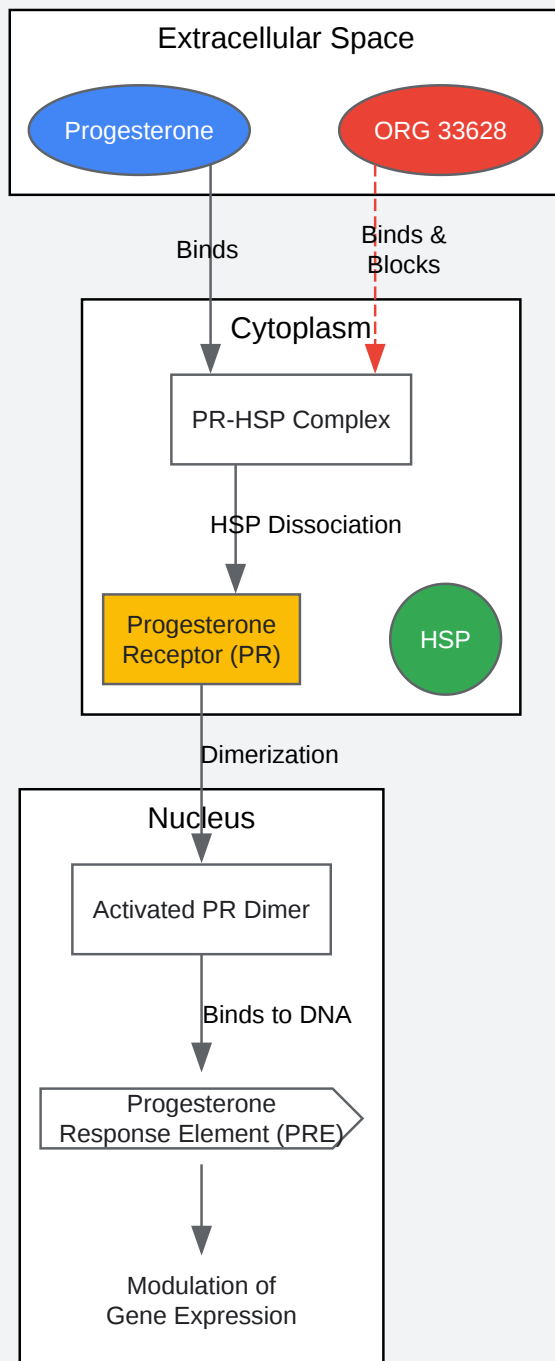 Extracellular Space
Progesterone
ORG 33628
Binds
Binds &
Blocks
Cytoplasm
PR-HSP Complex
HSP Dissociation
Progesterone
Receptor (PR)
HSP
Dimerization
Nucleus
Activated PR Dimer
Binds to DNA
Progesterone
Response Element (PRE)
Modulation of
Gene Expression